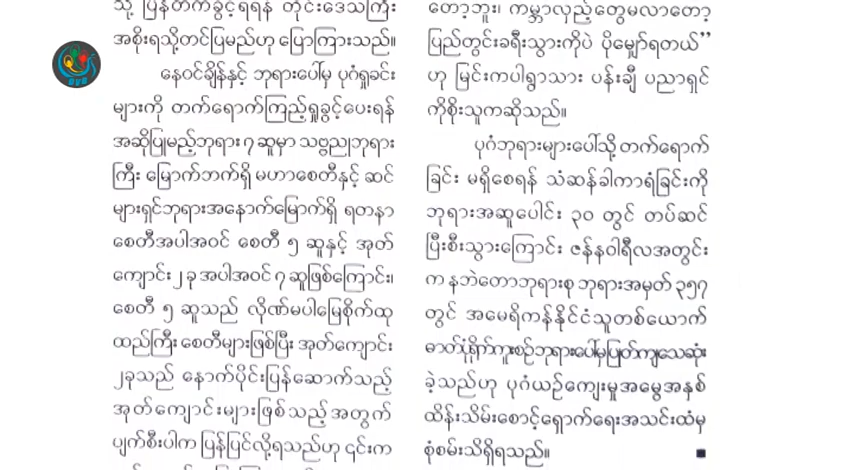 သို့ ပြန်တက်ခွင့်ရရန် တိုင်းဒေသကြီး
အစိုးရသို့တင်ပြမည်ဟု ပြောကြားသည်။
နေဝင်ချိန်နှင့် ဘုရားပေါ်မှ ပုဂံရှုခင်း
များကို တက်ရောက်ကြည့်ရှုခွင့်ပေးရန်
အဆိုပြုမည့်ဘုရား ၇ ဆူမှာ သဗ္ဗညုဘုရား
ကြီး မြောက်ဘက်ရှိ မဟာစေတီနှင့် ဆင်
များရှင်ဘုရားအနောက်မြောက်ရှိ ရတနာ
စေတီအပါအဝင် စေတီ ၅ ဆူနှင့် အုတ်
ကျောင်း ၂ ခု အပါအဝင် ၇ ဆူဖြစ်ကြောင်း၊
စေတီ ၅ ဆူသည် လိုဏ်မပါမြေစိုက်ထု
ထည်ကြီး စေတီများဖြစ်ပြီး အုတ်ကျောင်း
၂ခုသည် နောက်ပိုင်းပြန်ဆောက်သည့်
အုတ်ကျောင်းများဖြစ်သည့်အတွက်
ပျက်စီးပါက ပြန်ပြင်လို့ရသည်ဟု ၎င်းက
တော့ဘူး၊ ကမ္ဘာလှည့်တွေမလာတော့
ပြည်တွင်းခရီးသွားကိုပဲ ပိုမျှော်ရတယ်”
ဟု မြင်းကပါရွာသား ပန်းချီ ပညာရှင်
ကိုစိုးသူကဆိုသည်။
ပုဂံဘုရားများပေါ်သို့ တက်ရောက်
ခြင်း မရှိစေရန် သံဆန်ခါကာရံခြင်းကို
ဘုရားအဆူပေါင်း ၃၀ တွင် တပ်ဆင်
ပြီးစီးသွားကြောင်း ဇန်နဝါရီလအတွင်း
က နဘဲတောဘုရားစု ဘုရားအမှတ် ၃၅၇
တွင် အမေရိကန်နိုင်ငံသူတစ်ယောက်
ဓာတ်ပုံရိုက်ကူးစဉ်ဘုရားပေါ်မှပြုတ်ကျသေဆုံး
ခဲ့သည်ဟု ပုဂံယဉ်ကျေးမှုအမွေအနှစ်
ထိန်းသိမ်းစောင့်ရှောက်ရေးအသင်းထံမှ
စုံစမ်းသိရှိရသည်။